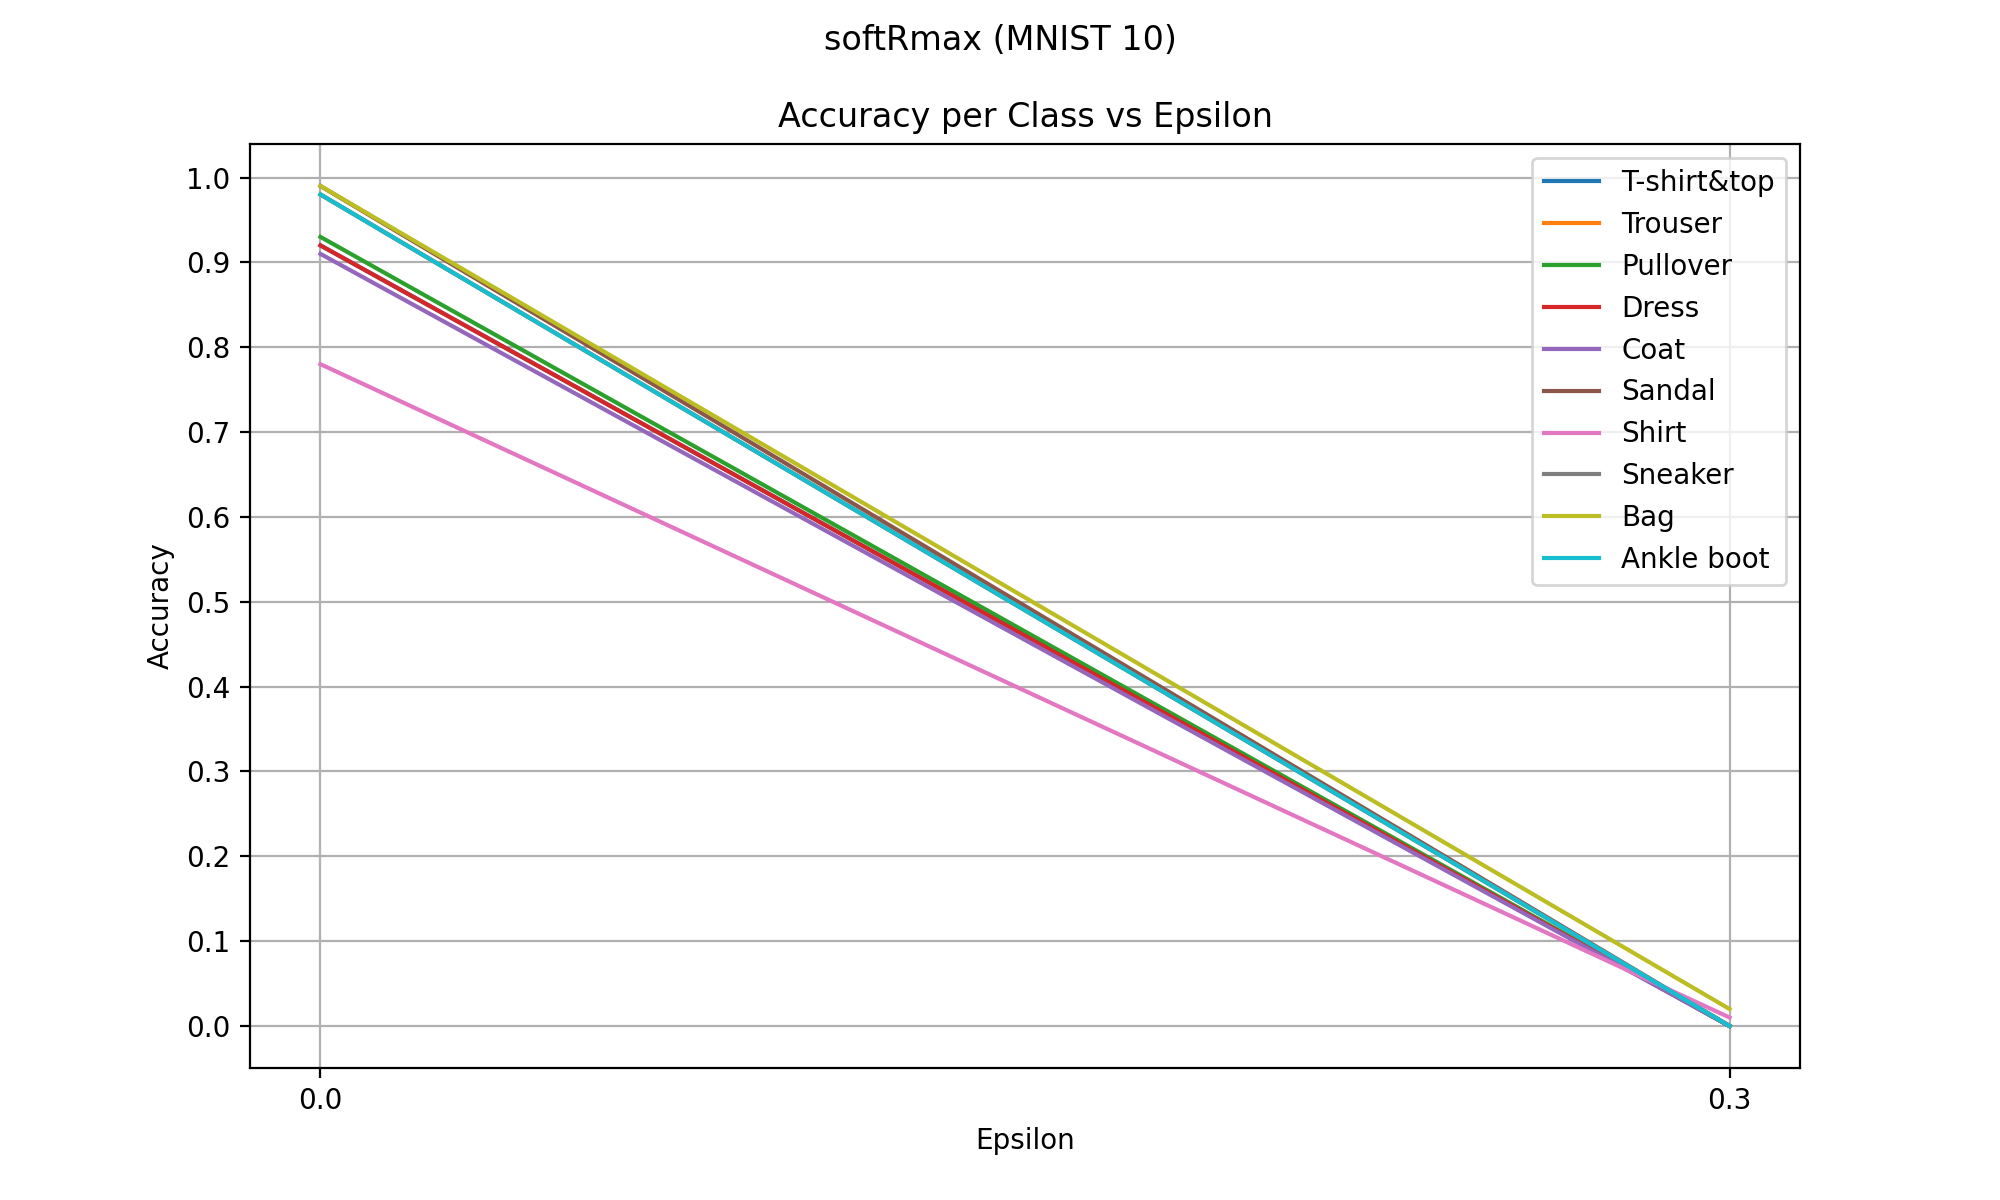 softRmax (MNIST 10)
Accuracy per Class vs Epsilon
1.0
0.9
0.8
0.7
0.6
0.5
0.4
0.3
0.2
0.1
0.0
Accuracy
T-shirt&top
Trouser
Pullover
Dress
Coat
Sandal
Shirt
Sneaker
Bag
Ankle boot
0.0
0.3
Epsilon